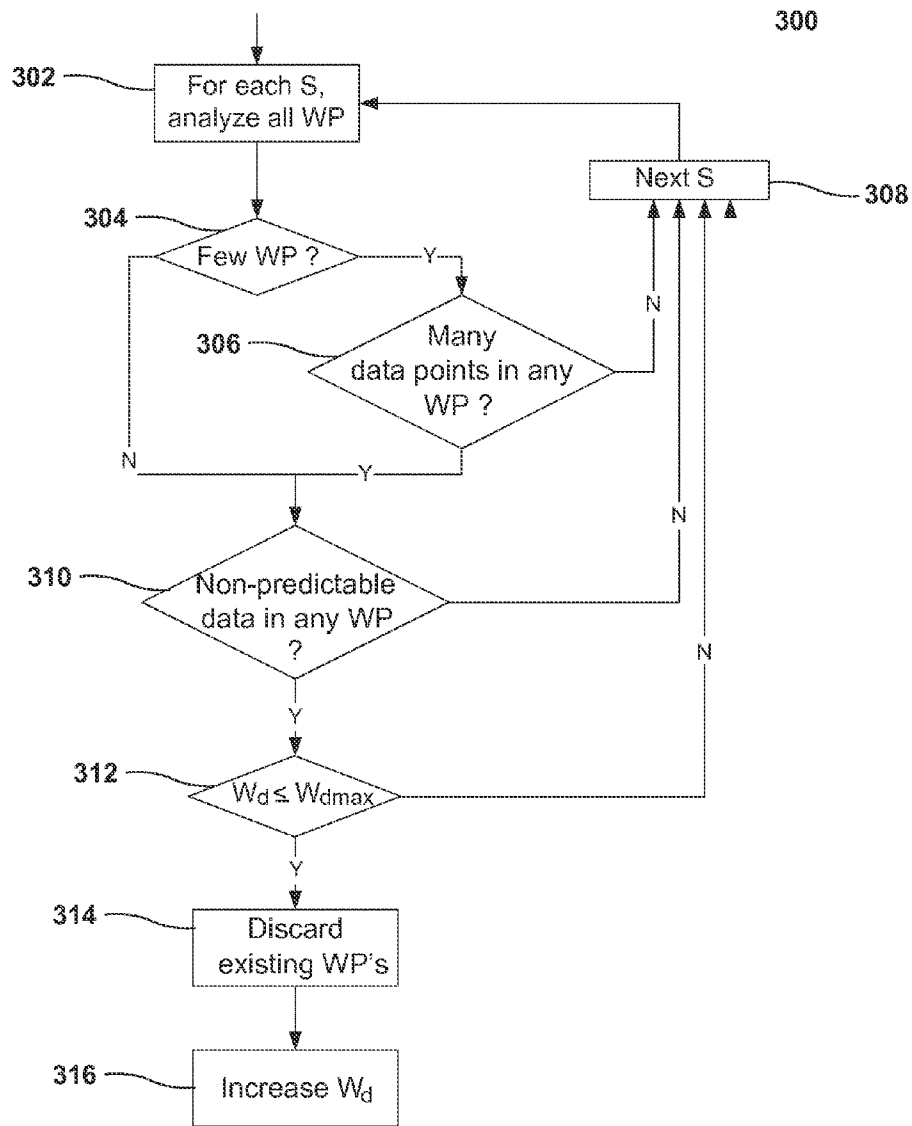 300
302
For each S,
analyze all WP
Next S
308
304
Few WP ?
Y
306
Many
data points in any
WP ?
N
N
Y
310
Non-predictable
data in any WP
?
N
N
Y
312
Wd ≤ Wdmax
Y
314
Discard
existing WP's
316
Increase Wd